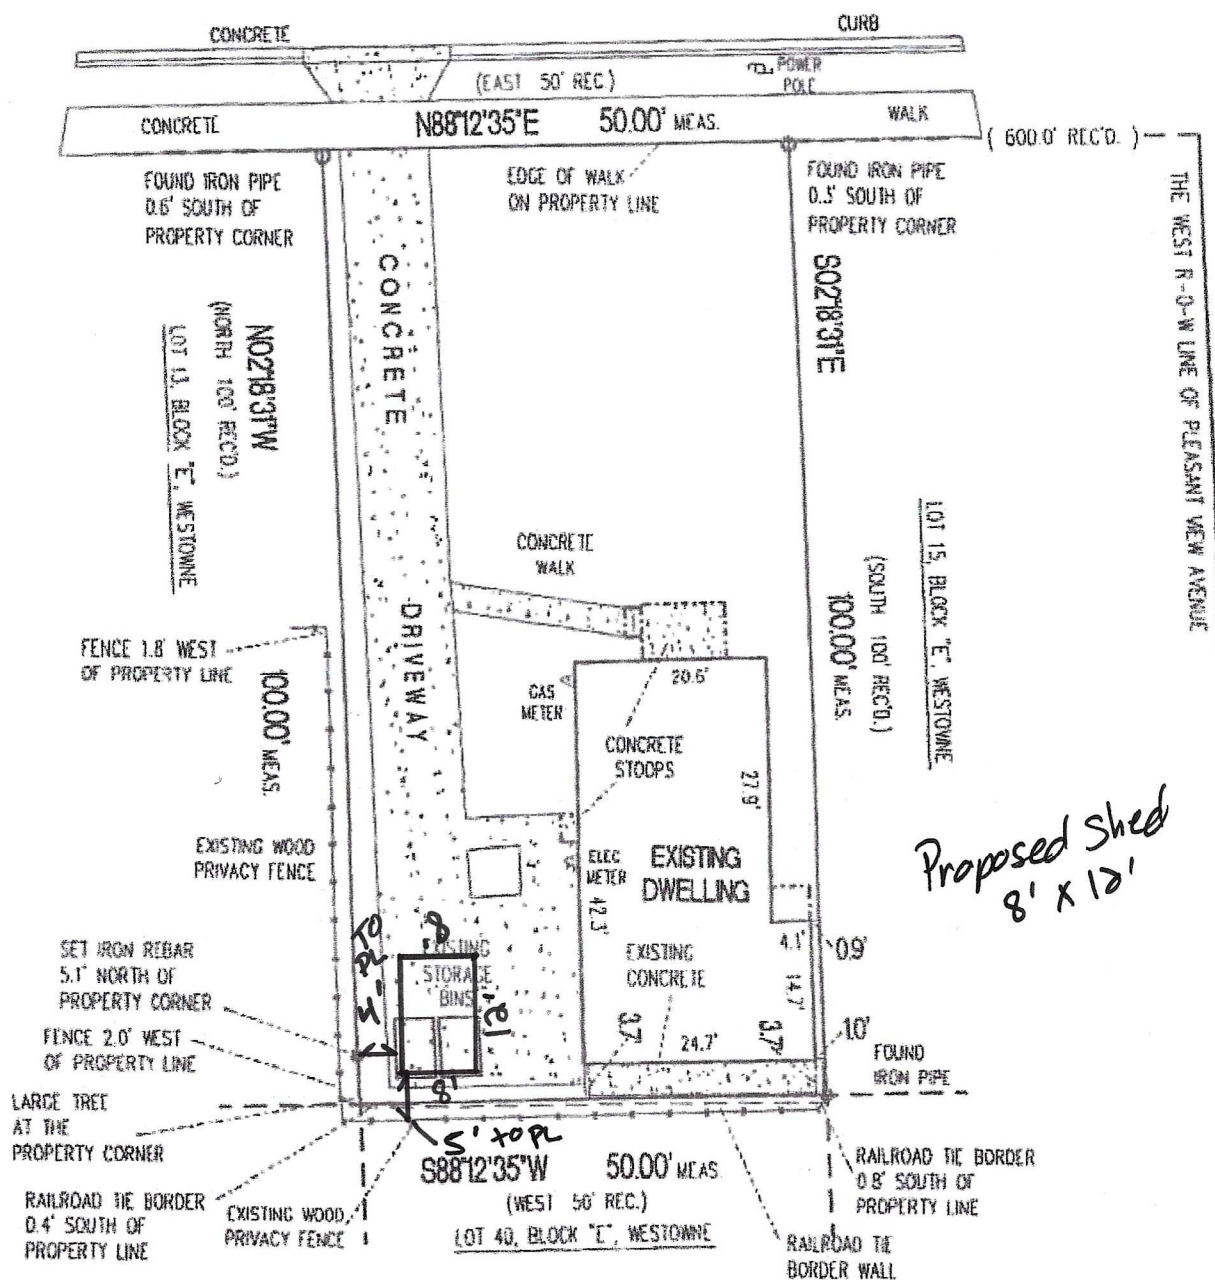 CONCRETE
CURB
POWER
POLE
(EAST 50' REC.)
CONCRETE
N88°12'35"E 50.00' MEAS.
WALK
( 600.0' REC'D. )
FOUND IRON PIPE
0.6' SOUTH OF
PROPERTY CORNER
EDGE OF WALK
ON PROPERTY LINE
FOUND IRON PIPE
0.3' SOUTH OF
PROPERTY CORNER
THE WEST R-O-W LINE OF PLEASANT VIEW AVENUE
CONCRETE
DRIVEWAY
S02°18'31"E
N02°18'31"W
(NORTH 100' REC'D.)
LOT 13, BLOCK "E", WESTOWNE
LOT 15, BLOCK "E", WESTOWNE
(SOUTH 100' REC'D.)
100.00' MEAS.
CONCRETE
WALK
FENCE 1.8' WEST
OF PROPERTY LINE
100.00' MEAS.
GAS
METER
20.6'
CONCRETE
STOOPS
27.9'
EXISTING WOOD
PRIVACY FENCE
ELEC
METER
EXISTING
DWELLING
42.3'
Proposed Shed
8' X 12'
SET IRON REBAR
5.1' NORTH OF
PROPERTY CORNER
4' TO PL
8'
EXISTING
STORAGE
BINS
12'
EXISTING
CONCRETE
4.1'
0.9'
14.7'
FENCE 2.0' WEST
OF PROPERTY LINE
3.7'
24.7'
3.7'
1.0'
FOUND
IRON PIPE
8'
LARGE TREE
AT THE
PROPERTY CORNER
5' to PL
S88°12'35"W 50.00' MEAS.
(WEST 50' REC.)
LOT 40, BLOCK "E", WESTOWNE
RAILROAD TIE BORDER
0.8' SOUTH OF
PROPERTY LINE
RAILROAD TIE BORDER
0.4' SOUTH OF
PROPERTY LINE
EXISTING WOOD
PRIVACY FENCE
RAILROAD TIE
BORDER WALL